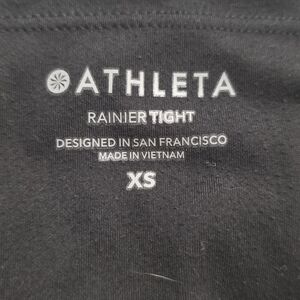 ATHLETA
RAINIER TIGHT
DESIGNED IN SAN FRANCISCO
MADE IN VIETNAM
XS